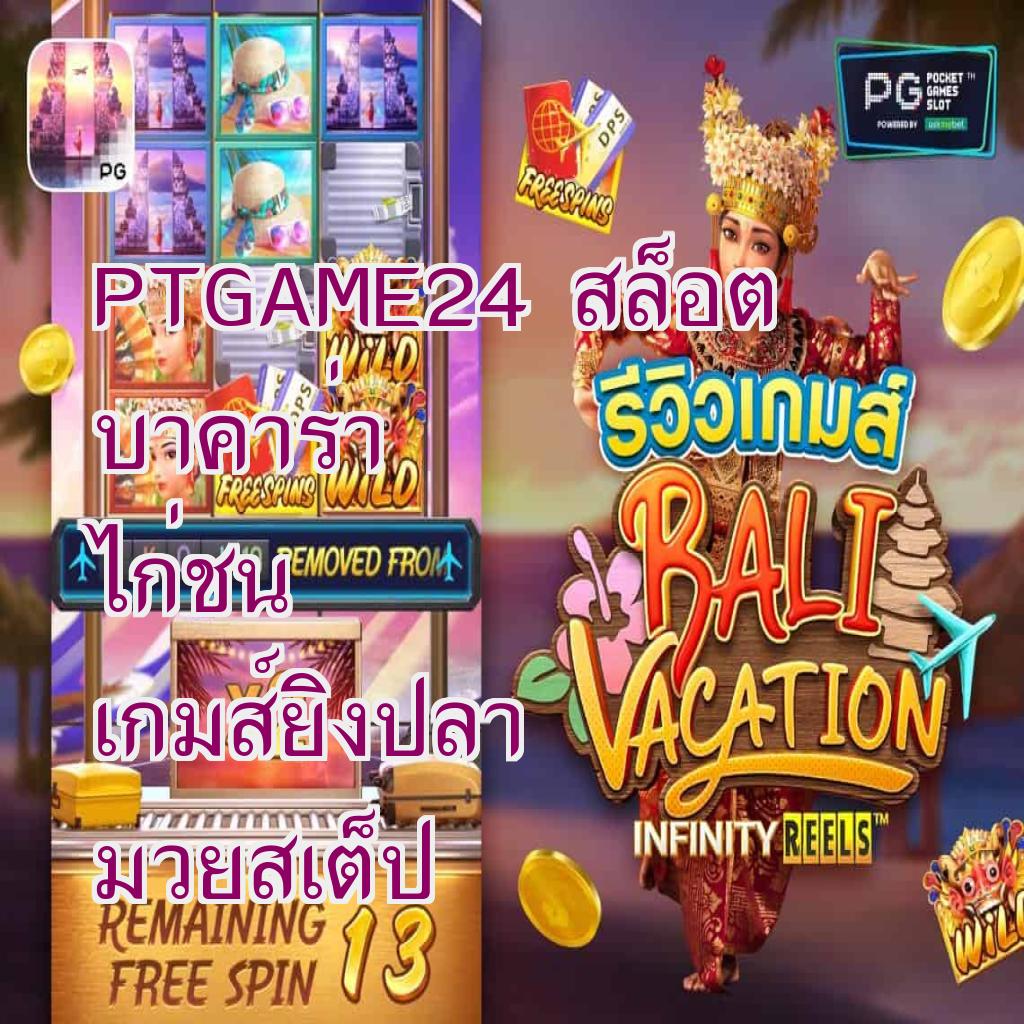 PG
PG POCKET GAMES SLOT™
POWERED BY askmebet
FREESPINS
DPS
PTGAME24 สล็อต
บาคาร่า
ไก่ชน
เกมส์ยิงปลา
มวยสเต็ป
WILD
FREESPINS
WILD
REMOVED FROM
REMAINING
FREE SPIN 13
รีวิวเกมส์
BALI
VACATION
INFINITY REELS™
WILD